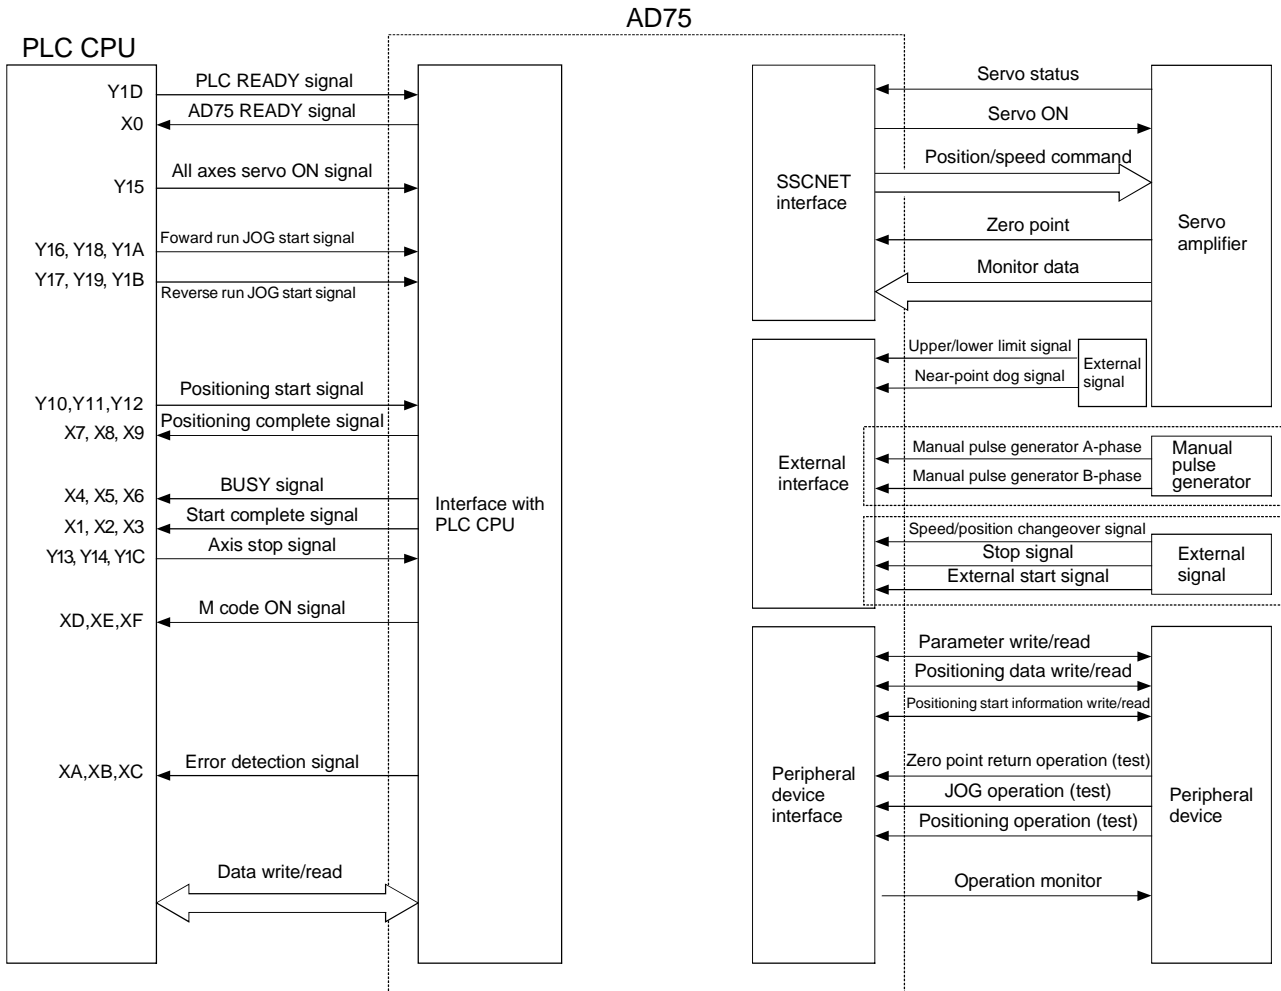 AD75
PLC CPU
Y1D
PLC READY signal
X0
AD75 READY signal
Y15
All axes servo ON signal
Y16, Y18, Y1A
Foward run JOG start signal
Y17, Y19, Y1B
Reverse run JOG start signal
Y10,Y11,Y12
Positioning start signal
X7, X8, X9
Positioning complete signal
X4, X5, X6
BUSY signal
X1, X2, X3
Start complete signal
Y13, Y14, Y1C
Axis stop signal
XD,XE,XF
M code ON signal
XA,XB,XC
Error detection signal
Data write/read
Interface with
PLC CPU
SSCNET
interface
Servo status
Servo ON
Position/speed command
Zero point
Monitor data
Servo
amplifier
External
interface
Upper/lower limit signal
Near-point dog signal
External
signal
Manual pulse generator A-phase
Manual pulse generator B-phase
Manual
pulse
generator
Speed/position changeover signal
Stop signal
External start signal
External
signal
Peripheral
device
interface
Parameter write/read
Positioning data write/read
Positioning start information write/read
Zero point return operation (test)
JOG operation (test)
Positioning operation (test)
Operation monitor
Peripheral
device